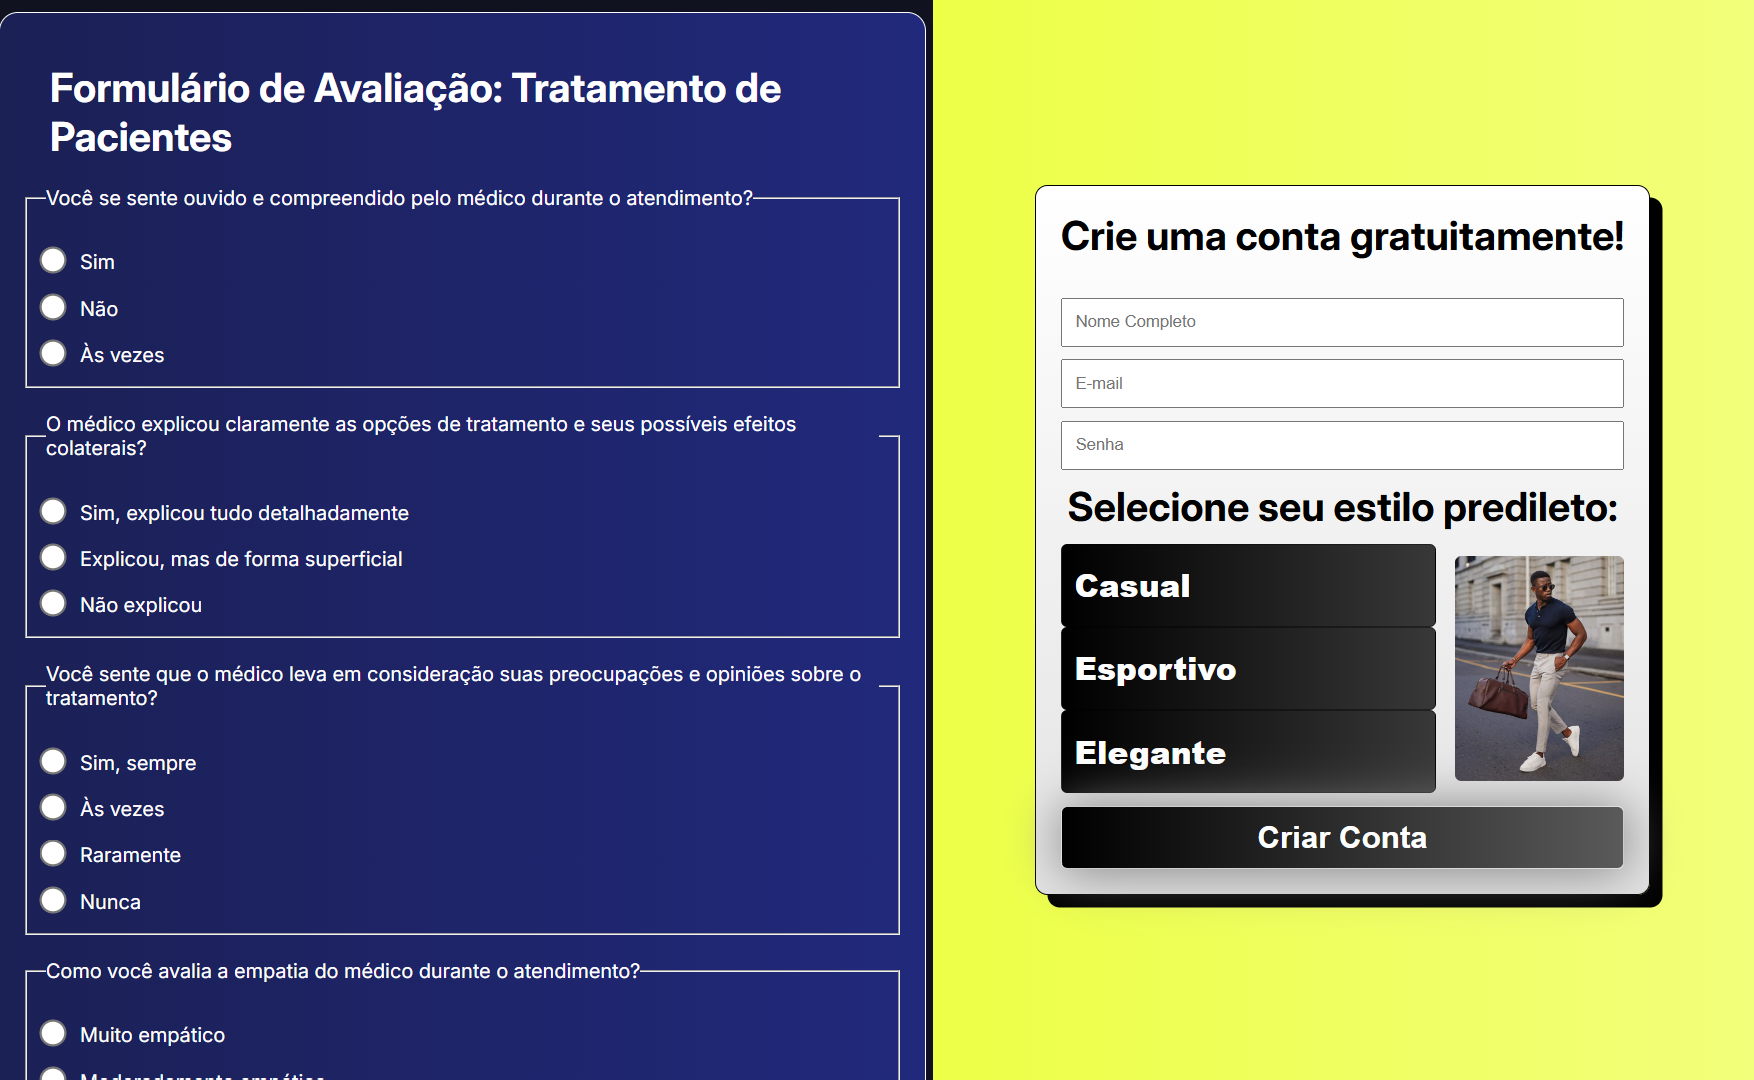 Formulário de Avaliação: Tratamento de
Pacientes
Você se sente ouvido e compreendido pelo médico durante o atendimento?
Sim
Não
Às vezes
O médico explicou claramente as opções de tratamento e seus possíveis efeitos
colaterais?
Sim, explicou tudo detalhadamente
Explicou, mas de forma superficial
Não explicou
Você sente que o médico leva em consideração suas preocupações e opiniões sobre o
tratamento?
Sim, sempre
Às vezes
Raramente
Nunca
Como você avalia a empatia do médico durante o atendimento?
Muito empático
Moderadamente empático
Crie uma conta gratuitamente!
Nome Completo
E-mail
Senha
Selecione seu estilo predileto:
Casual
Esportivo
Elegante
Criar Conta